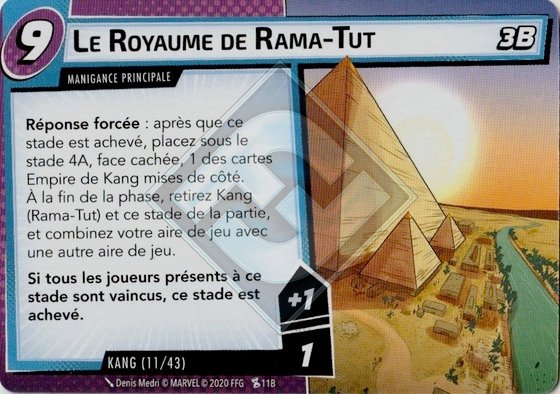 9
LE ROYAUME DE RAMA-TUT
3B
MANIGANCE PRINCIPALE
Réponse forcée : après que ce
stade est achevé, placez sous le
stade 4A, face cachée, 1 des cartes
Empire de Kang mises de côté.
À la fin de la phase, retirez Kang
(Rama-Tut) et ce stade de la partie,
et combinez votre aire de jeu avec
une autre aire de jeu.
Si tous les joueurs présents à ce
stade sont vaincus, ce stade est
achevé.
+1
1
KANG (11/43)
Denis Medri © MARVEL © 2020 FFG 11B